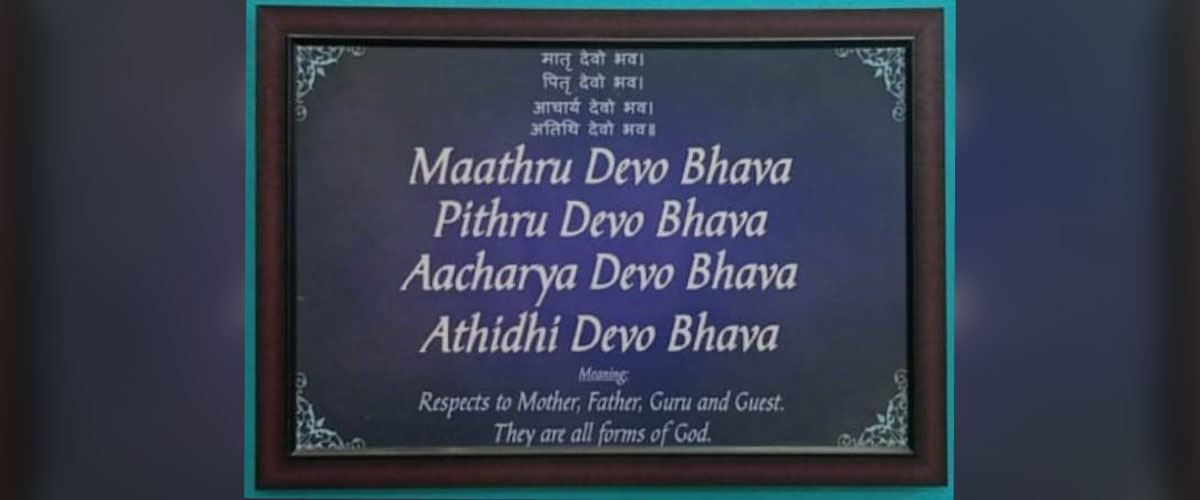 मातृ देवो भव।
पितृ देवो भव।
आचार्य देवो भव।
अतिथि देवो भव॥
Maathru Devo Bhava
Pithru Devo Bhava
Aacharya Devo Bhava
Athidhi Devo Bhava
Meaning:
Respects to Mother, Father, Guru and Guest.
They are all forms of God.